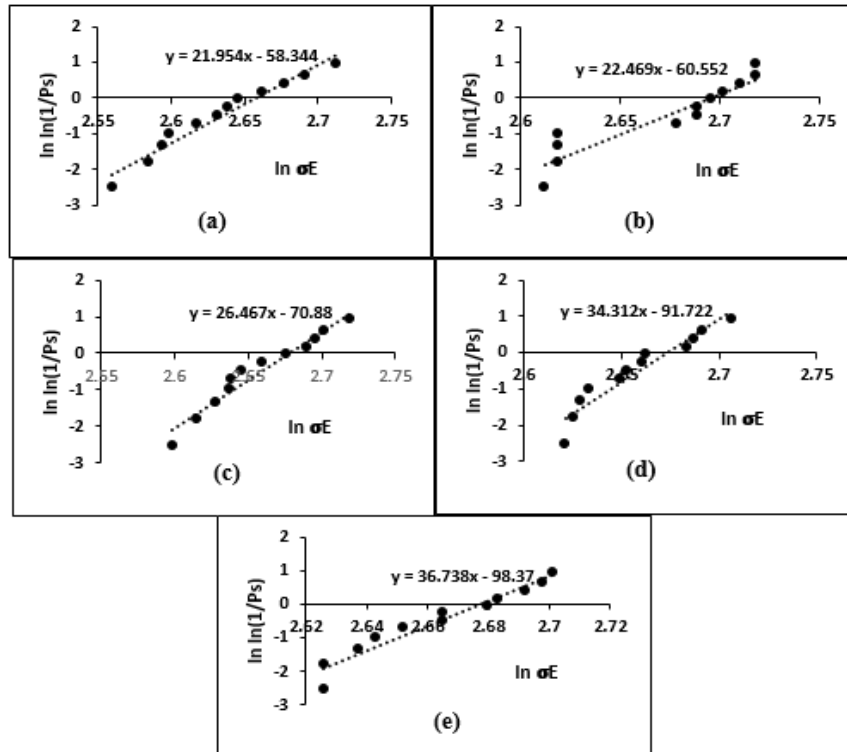 2
1
0
-1
-2
-3
2.55
2.6
2.65
2.7
2.75
y = 21.954x - 58.344
ln ln(1/Ps)
ln σE
(a)
2
1
0
-1
-2
-3
2.6
2.65
2.7
2.75
y = 22.469x - 60.552
ln ln(1/Ps)
ln σE
(b)
2
1
0
-1
-2
-3
2.55
2.6
2.65
2.7
2.75
y = 26.467x - 70.88
ln ln(1/Ps)
ln σE
(c)
2
1
0
-1
-2
-3
2.6
2.65
2.7
2.75
y = 34.312x - 91.722
ln ln(1/Ps)
ln σE
(d)
2
1
0
-1
-2
-3
2.62
2.64
2.66
2.68
2.7
2.72
y = 36.738x - 98.37
ln ln(1/Ps)
ln σE
(e)